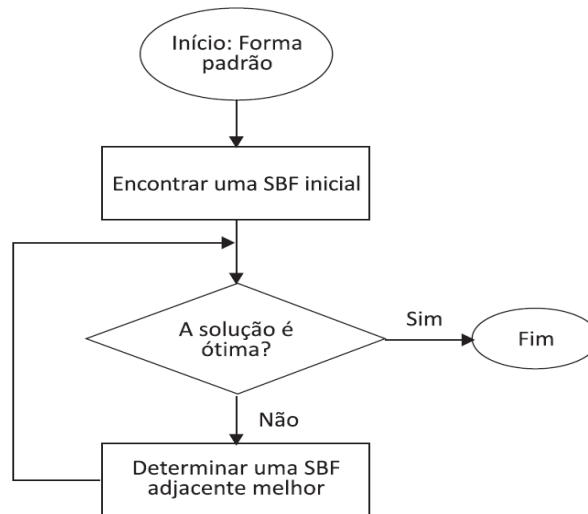 Início: Forma
padrão
Encontrar uma SBF inicial
A solução é
ótima?
Sim
Fim
Não
Determinar uma SBF
adjacente melhor